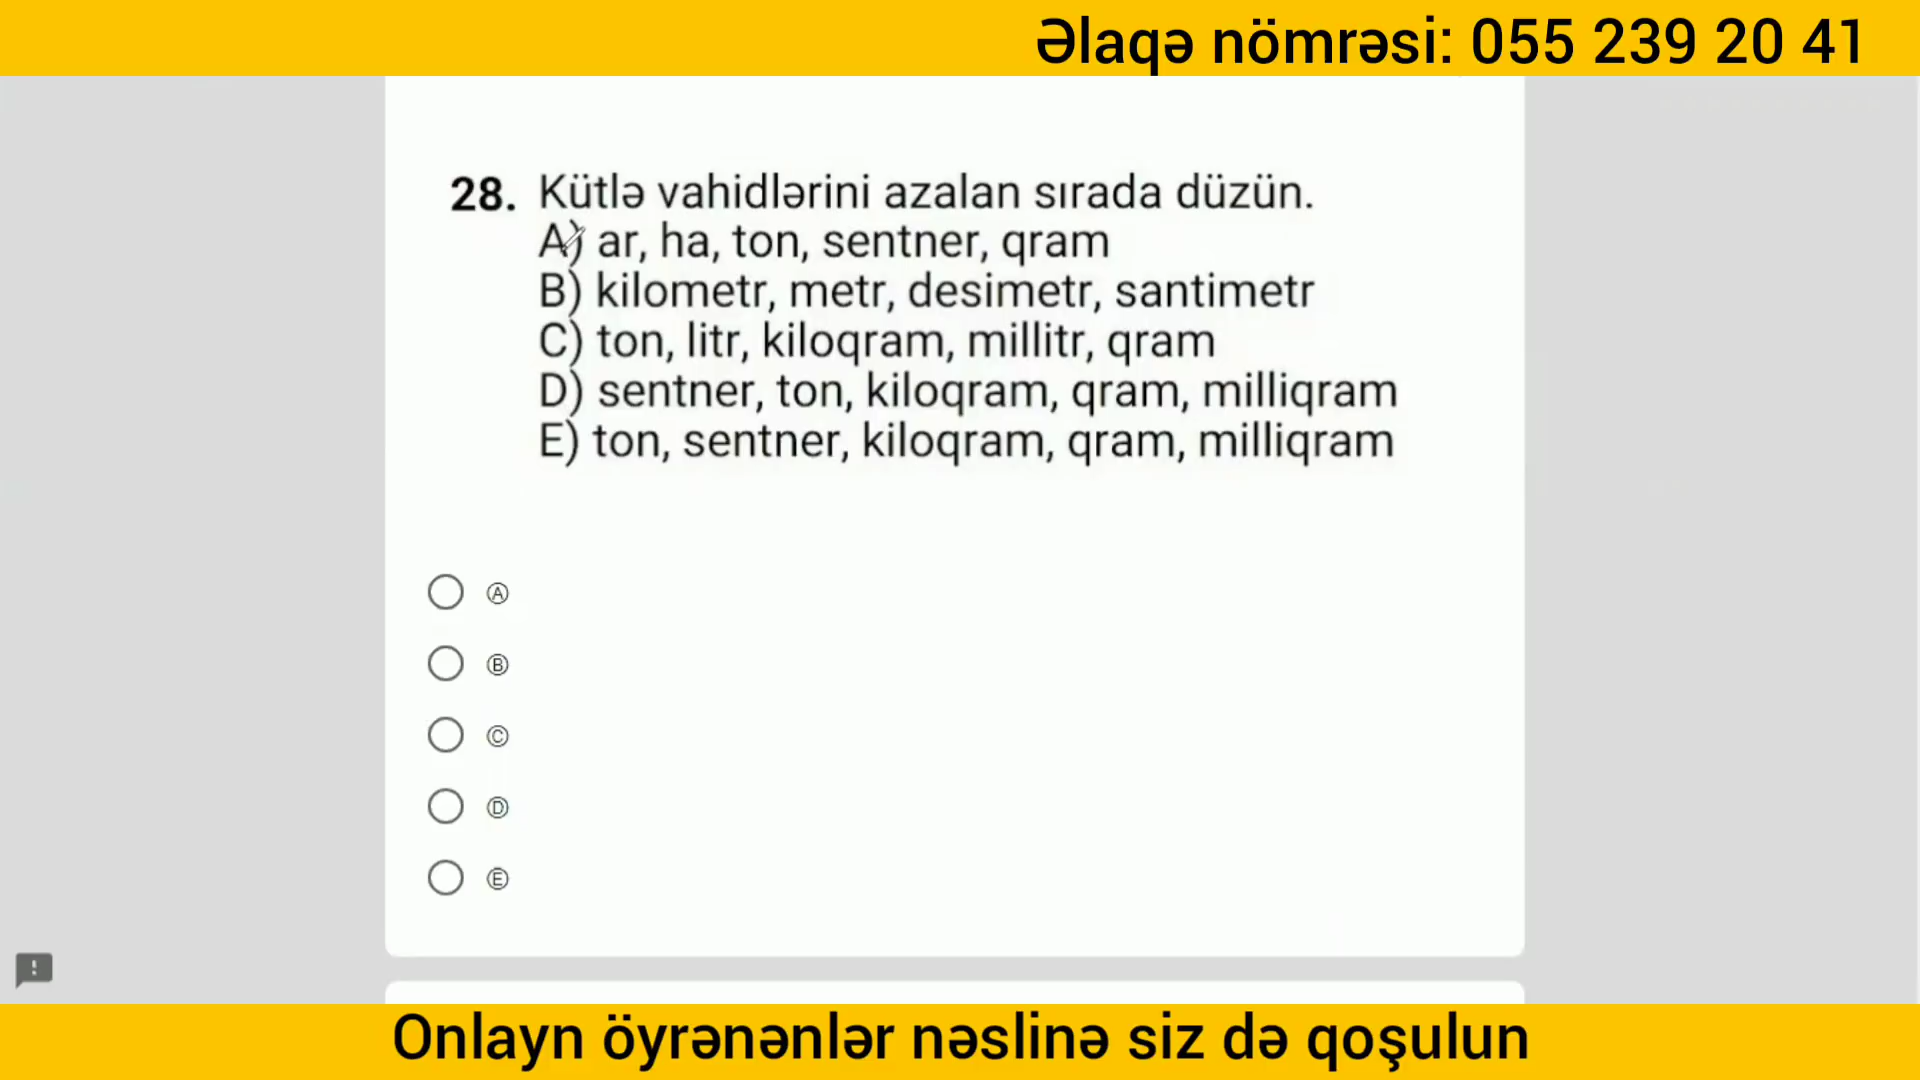 Əlaqə nömrəsi: 055 239 20 41
28. Kütlə vahidlərini azalan sırada düzün.
A) ar, ha, ton, sentner, qram
B) kilometr, metr, desimetr, santimetr
C) ton, litr, kiloqram, millitr, qram
D) sentner, ton, kiloqram, qram, milliqram
E) ton, sentner, kiloqram, qram, milliqram
Ⓐ
Ⓑ
Ⓒ
Ⓓ
Ⓔ
Onlayn öyrənənlər nəslinə siz də qoşulun